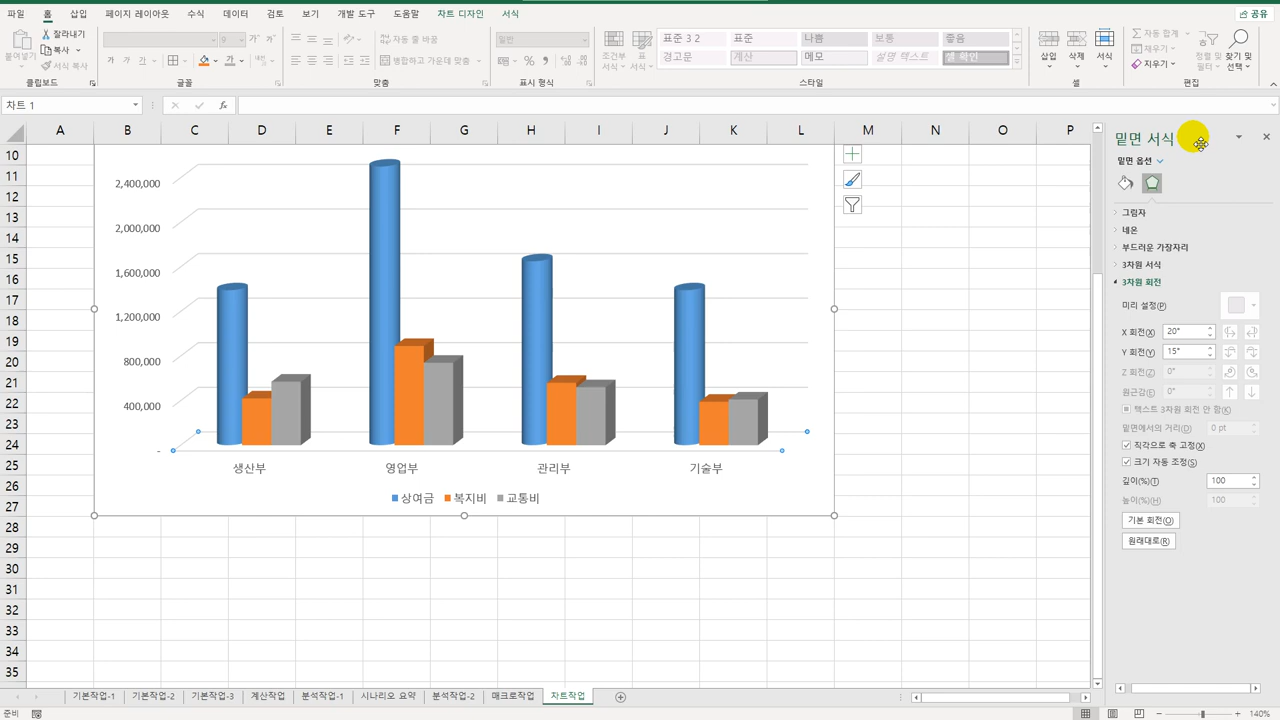 파일 홈 삽입 페이지 레이아웃 수식 데이터 검토 보기 개발 도구 도움말 차트 디자인 서식 공유
붙여넣기 잘라내기 복사 서식 복사
자동 줄 바꿈 병합하고 가운데 맞춤
일반
조건부 서식 표 서식
표준 3 2 표준 나쁨 보통 좋음
경고문 계산 메모 설명 텍스트 셀 확인
삽입 삭제 서식
자동 합계 채우기 지우기 정렬 및 필터 찾기 및 선택
클립보드 글꼴 맞춤 표시 형식 스타일 셀 편집
차트 1 fx
A B C D E F G H I J K L M N O P
10
11
12
13
14
15
16
17
18
19
20
21
22
23
24
25
26
27
28
29
30
31
32
33
34
35
2,400,000
2,000,000
1,600,000
1,200,000
800,000
400,000
-
생산부 영업부 관리부 기술부
상여금 복지비 교통비
밑면 서식
밑면 옵션
그림자
네온
부드러운 가장자리
3차원 서식
3차원 회전
미리 설정(P)
X 회전(X) 20°
Y 회전(Y) 15°
Z 회전(Z) 0°
원근감(E) 0°
텍스트 3차원 회전 안 함(K)
밑면에서의 거리(D) 0 pt
직각으로 축 고정(X)
크기 자동 조정(S)
깊이(%)(T) 100
높이(%)(H) 100
기본 회전(O)
원래대로(R)
기본작업-1 기본작업-2 기본작업-3 계산작업 분석작업-1 시나리오 요약 분석작업-2 매크로작업 차트작업
준비 140%